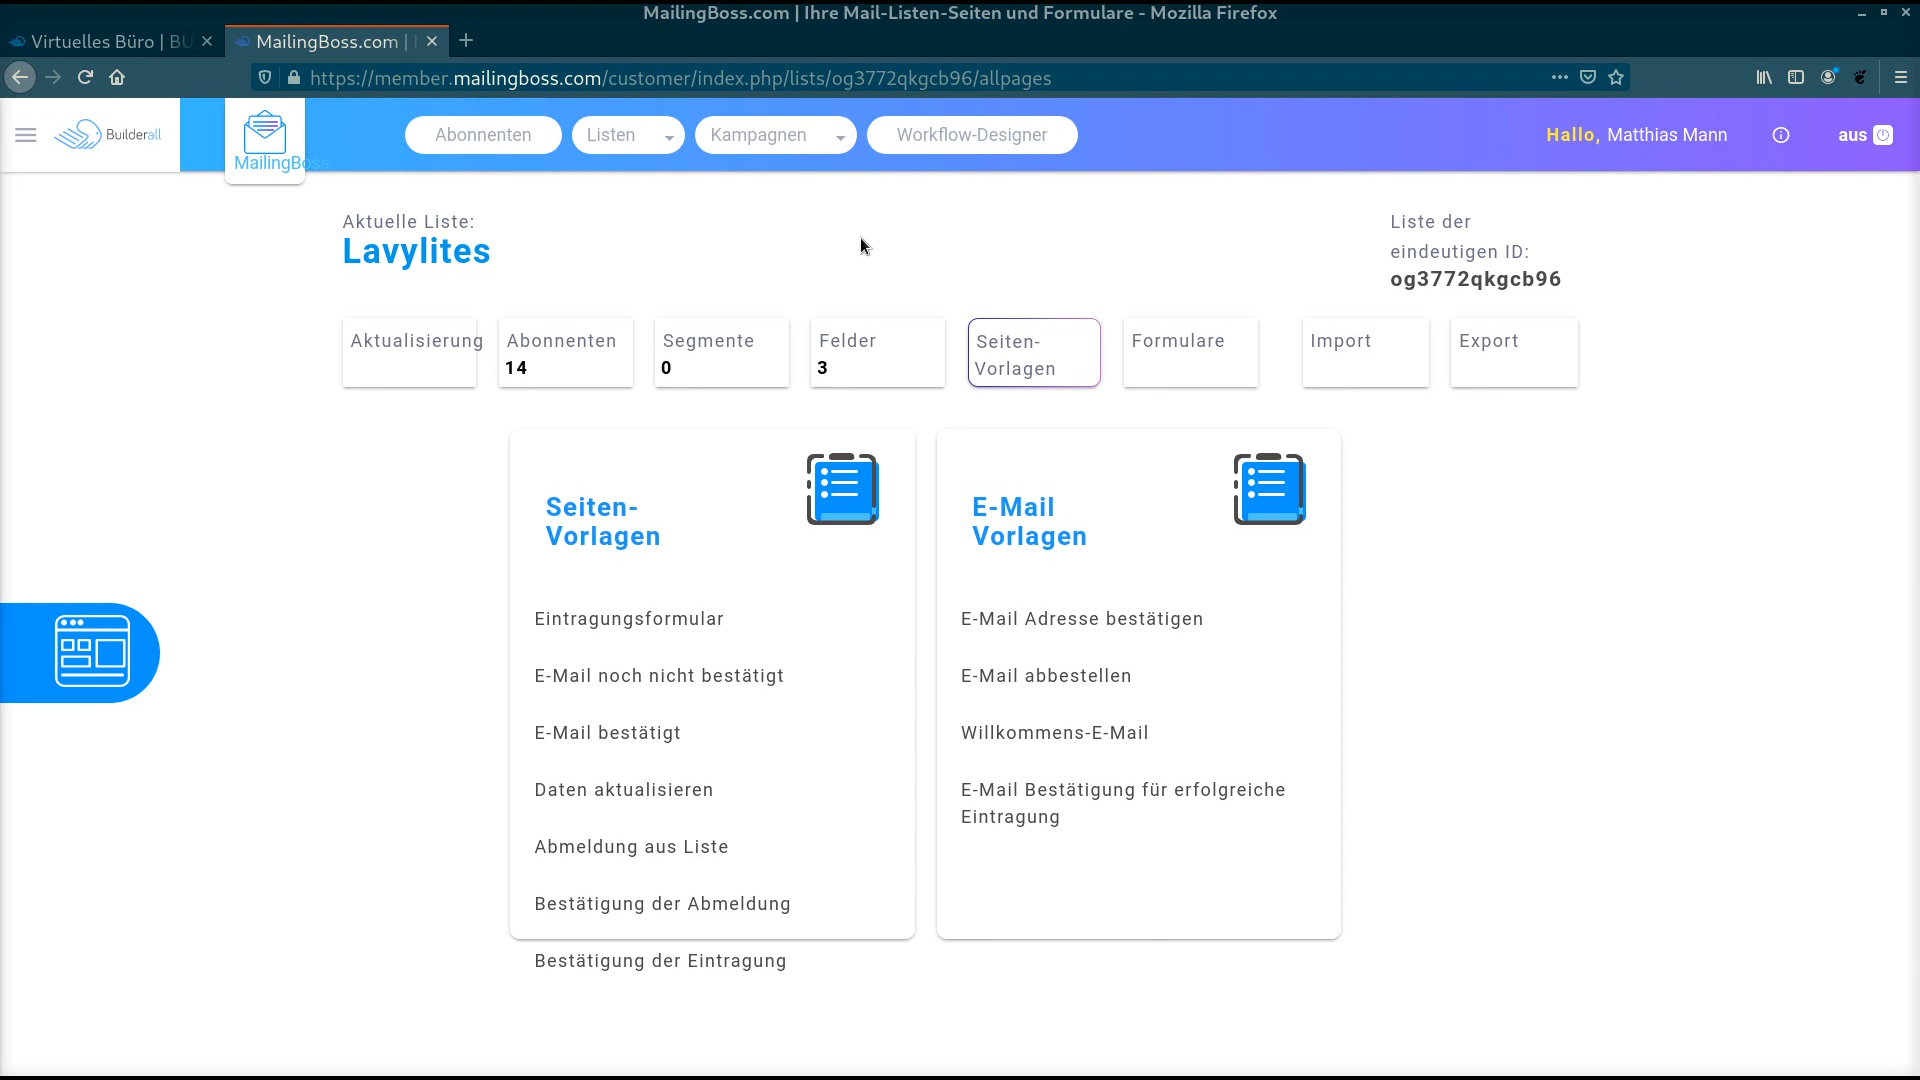 MailingBoss.com | Ihre Mail-Listen-Seiten und Formulare - Mozilla Firefox
Virtuelles Büro | BU
MailingBoss.com |
https://member.mailingboss.com/customer/index.php/lists/og3772qkgcb96/allpages
Builderall
MailingBoss
Abonnenten
Listen
Kampagnen
Workflow-Designer
Hallo, Matthias Mann
aus
Aktuelle Liste:
Lavylites
Liste der
eindeutigen ID:
og3772qkgcb96
Aktualisierung
Abonnenten
14
Segmente
0
Felder
3
Seiten-
Vorlagen
Formulare
Import
Export
Seiten-
Vorlagen
Eintragungsformular
E-Mail noch nicht bestätigt
E-Mail bestätigt
Daten aktualisieren
Abmeldung aus Liste
Bestätigung der Abmeldung
Bestätigung der Eintragung
E-Mail
Vorlagen
E-Mail Adresse bestätigen
E-Mail abbestellen
Willkommens-E-Mail
E-Mail Bestätigung für erfolgreiche
Eintragung